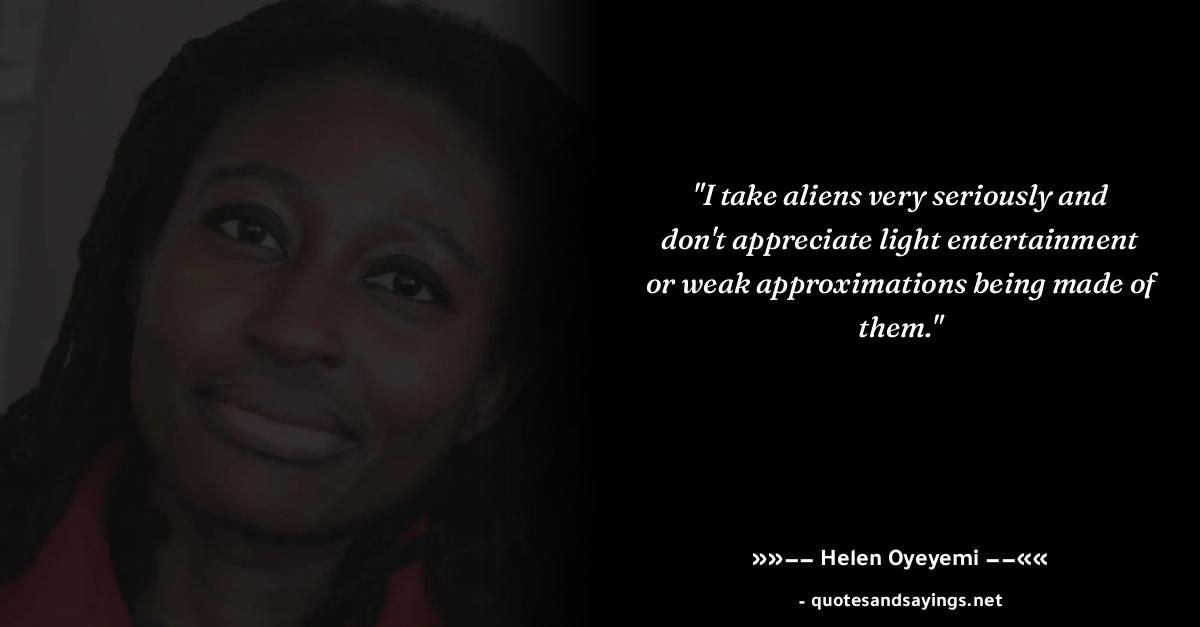 "I take aliens very seriously and
don't appreciate light entertainment
or weak approximations being made of
them."
»»–– Helen Oyeyemi ––««
- quotesandsayings.net